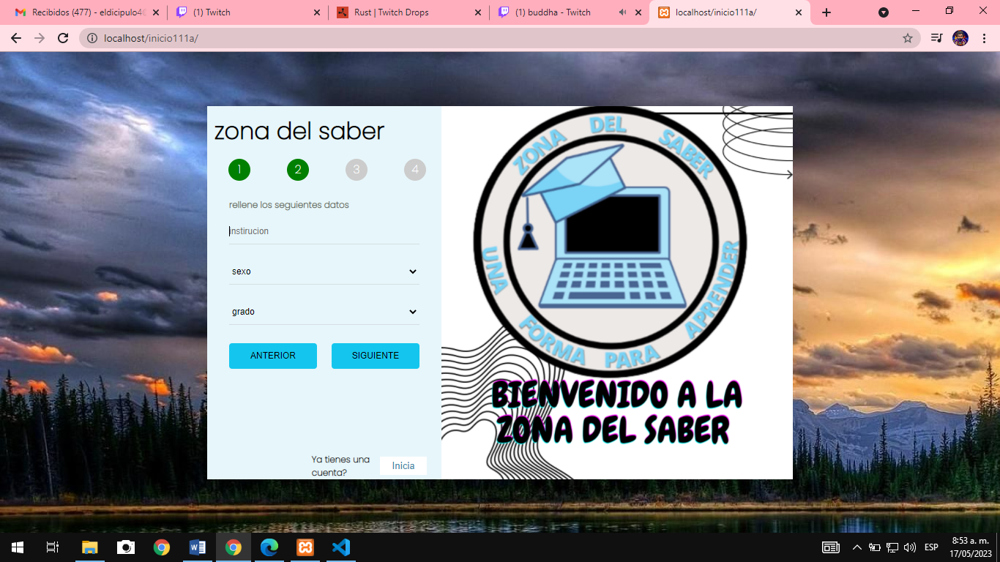 Recibidos (477) - eldicipulo46
(1) Twitch
Rust | Twitch Drops
(1) buddha - Twitch
localhost/inicio111a/
localhost/inicio111a/
zona del saber
1 2 3 4
rellene los seguientes datos
instirucion
sexo
grado
ANTERIOR SIGUIENTE
Ya tienes una
cuenta?
Inicia
ZONA DEL SABER
UNA FORMA PARA APRENDER
BIENVENIDO A LA
ZONA DEL SABER
ESP
8:53 a. m.
17/05/2023